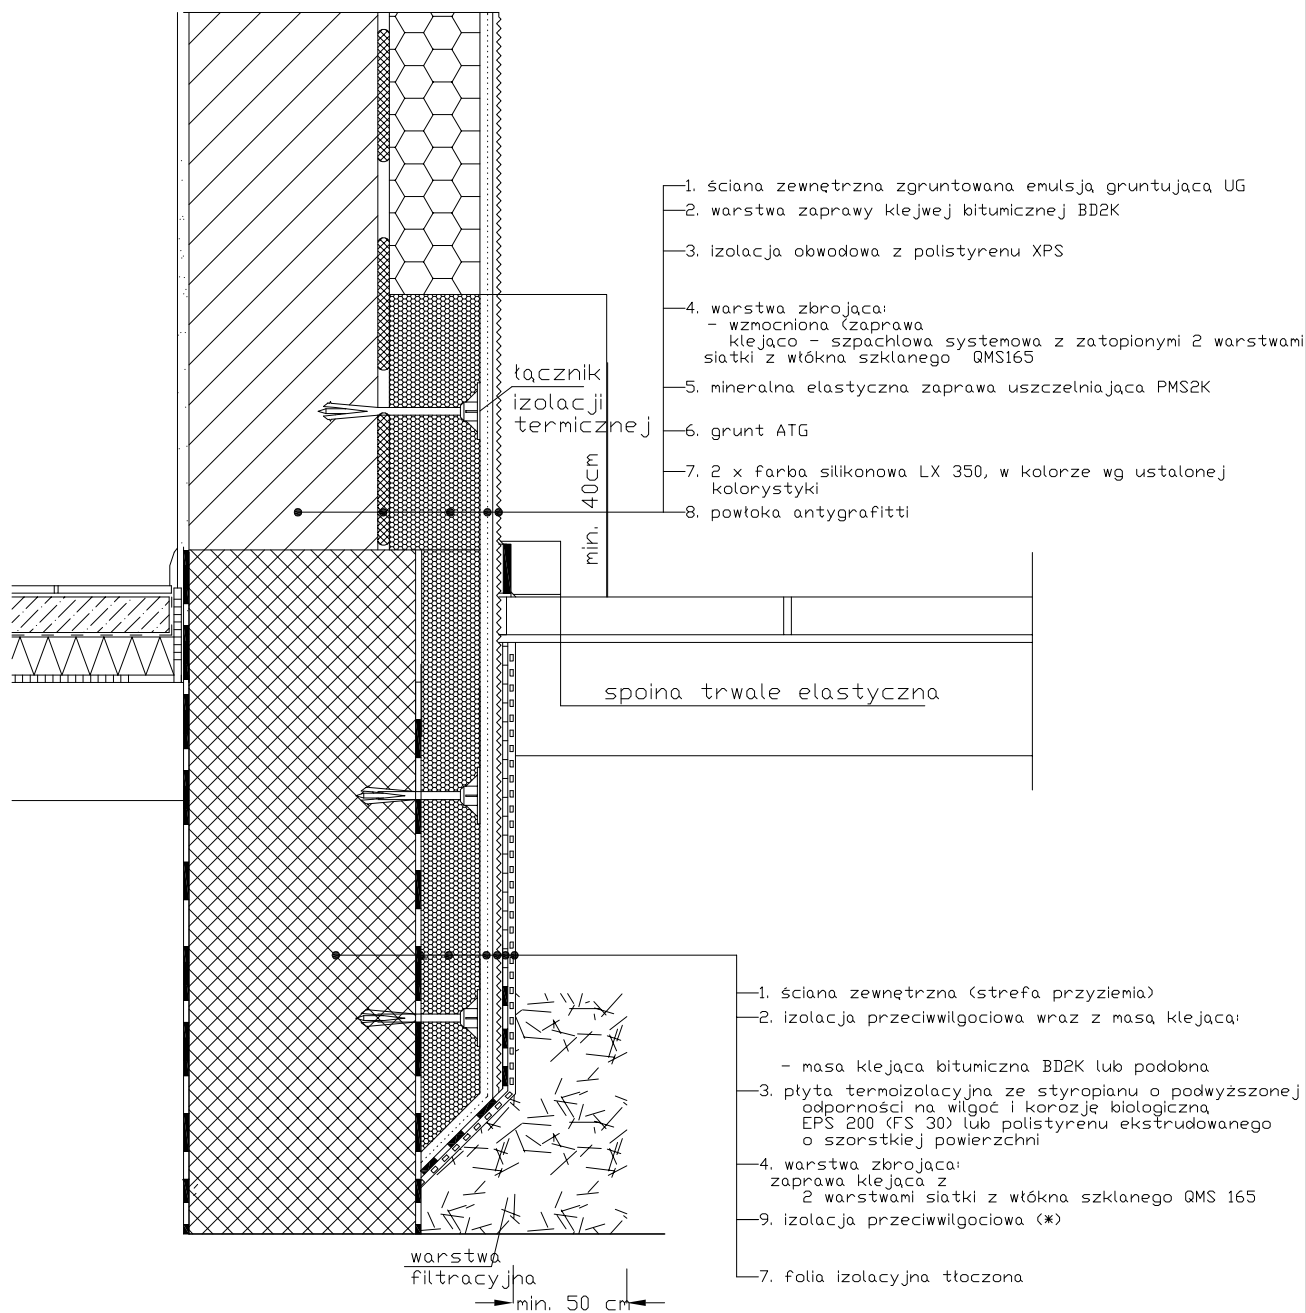 1. ściana zewnętrzna zgruntowana emulsją gruntującą UG
2. warstwa zaprawy klejwej bitumicznej BD2K
3. izolacja obwodowa z polistyrenu XPS
4. warstwa zbrojąca:
- wzmocniona (zaprawa
klejąco - szpachlowa systemowa z zatopionymi 2 warstwami
siatki z włókna szklanego QMS165
5. mineralna elastyczna zaprawa uszczelniająca PMS2K
6. grunt ATG
7. 2 x farba silikonowa LX 350, w kolorze wg ustalonej
kolorystyki
8. powłoka antygrafitti
łącznik
izolacji
termicznej
min. 40cm
spoina trwale elastyczna
1. ściana zewnętrzna (strefa przyziemia)
2. izolacja przeciwwilgociowa wraz z masą klejącą:
- masa klejąca bitumiczna BD2K lub podobna
3. płyta termoizolacyjna ze styropianu o podwyższonej
odporności na wilgoć i korozję biologiczną
EPS 200 (FS 30) lub polistyrenu ekstrudowanego
o szorstkiej powierzchni
4. warstwa zbrojąca:
zaprawa klejąca z
2 warstwami siatki z włókna szklanego QMS 165
9. izolacja przeciwwilgociowa (*)
7. folia izolacyjna tłoczona
warstwa
filtracyjna
min. 50 cm